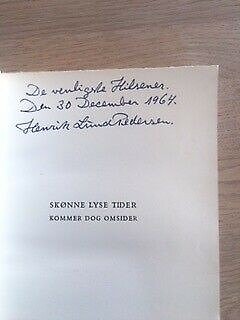 De venligste Hilsener.
Den 30 December 1964.
Henrik Lund Pedersen.
SKØNNE LYSE TIDER
KOMMER DOG OMSIDER